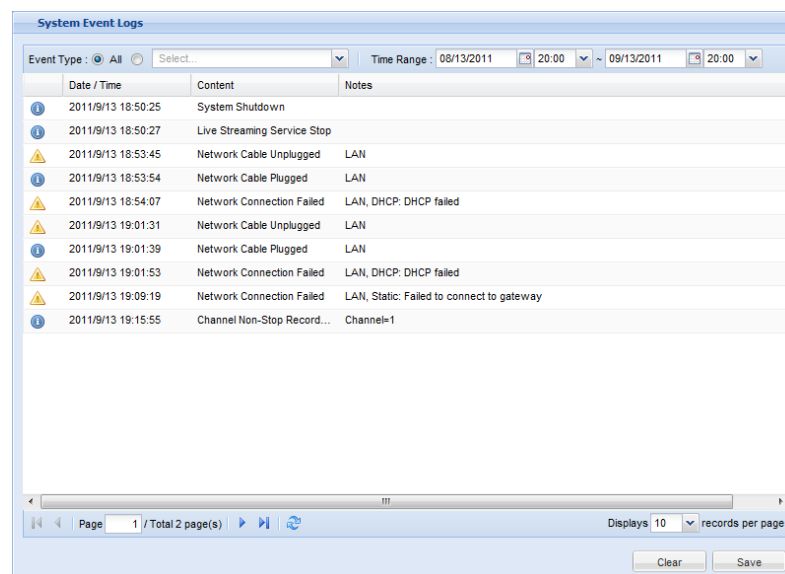 System Event Logs
Event Type : All Select... Time Range : 08/13/2011 20:00 ~ 09/13/2011 20:00
Date / Time Content Notes
2011/9/13 18:50:25 System Shutdown
2011/9/13 18:50:27 Live Streaming Service Stop
2011/9/13 18:53:45 Network Cable Unplugged LAN
2011/9/13 18:53:54 Network Cable Plugged LAN
2011/9/13 18:54:07 Network Connection Failed LAN, DHCP: DHCP failed
2011/9/13 19:01:31 Network Cable Unplugged LAN
2011/9/13 19:01:39 Network Cable Plugged LAN
2011/9/13 19:01:53 Network Connection Failed LAN, DHCP: DHCP failed
2011/9/13 19:09:19 Network Connection Failed LAN, Static: Failed to connect to gateway
2011/9/13 19:15:55 Channel Non-Stop Record... Channel=1
Page 1 / Total 2 page(s) Displays 10 records per page
Clear Save